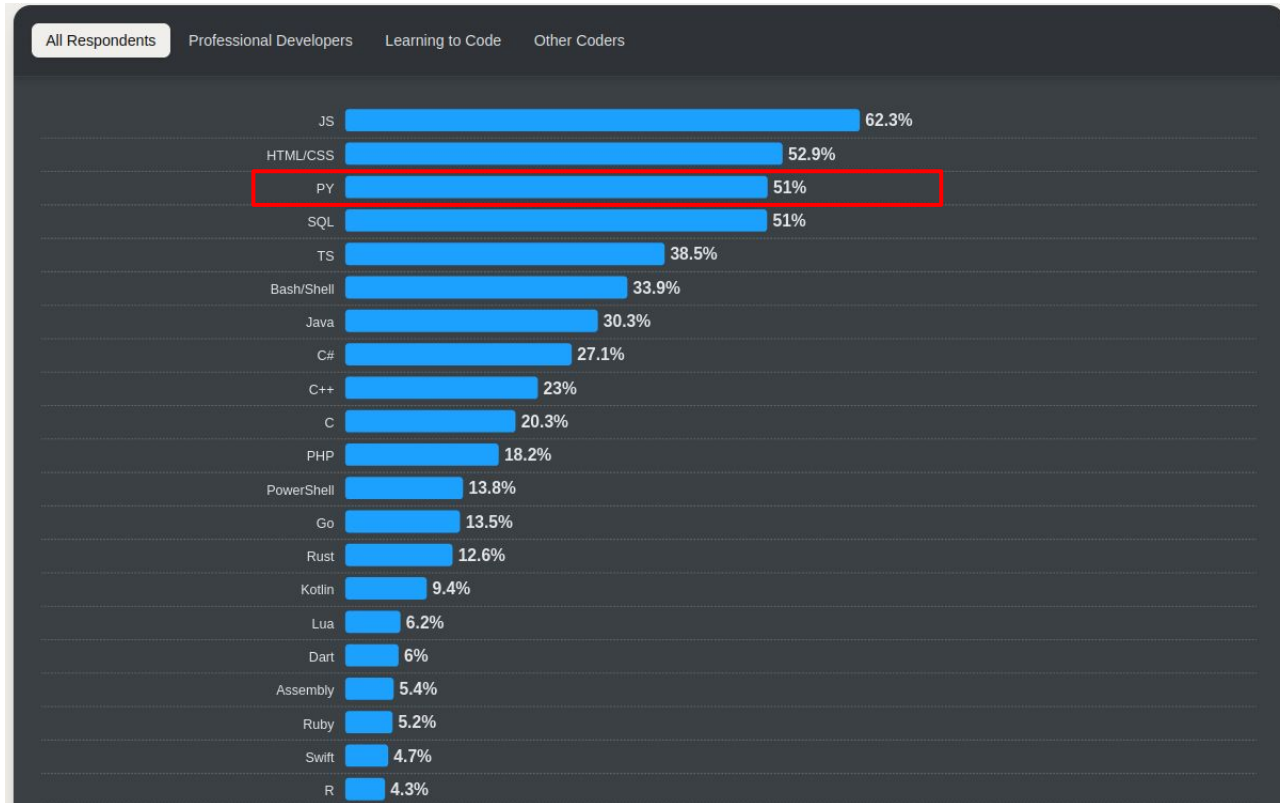 All Respondents Professional Developers Learning to Code Other Coders
JS 62.3%
HTML/CSS 52.9%
PY 51%
SQL 51%
TS 38.5%
Bash/Shell 33.9%
Java 30.3%
C# 27.1%
C++ 23%
C 20.3%
PHP 18.2%
PowerShell 13.8%
Go 13.5%
Rust 12.6%
Kotlin 9.4%
Lua 6.2%
Dart 6%
Assembly 5.4%
Ruby 5.2%
Swift 4.7%
R 4.3%